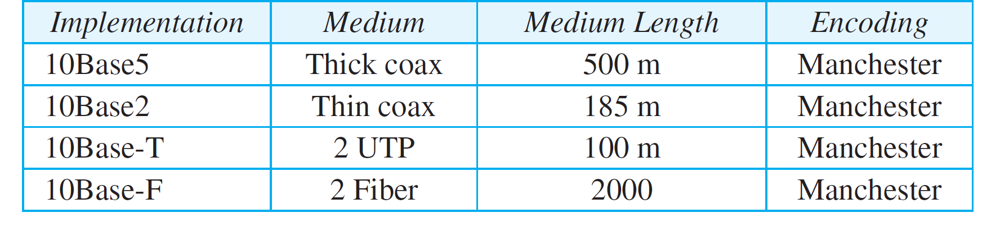 Implementation Medium Medium Length Encoding
10Base5 Thick coax 500 m Manchester
10Base2 Thin coax 185 m Manchester
10Base-T 2 UTP 100 m Manchester
10Base-F 2 Fiber 2000 Manchester